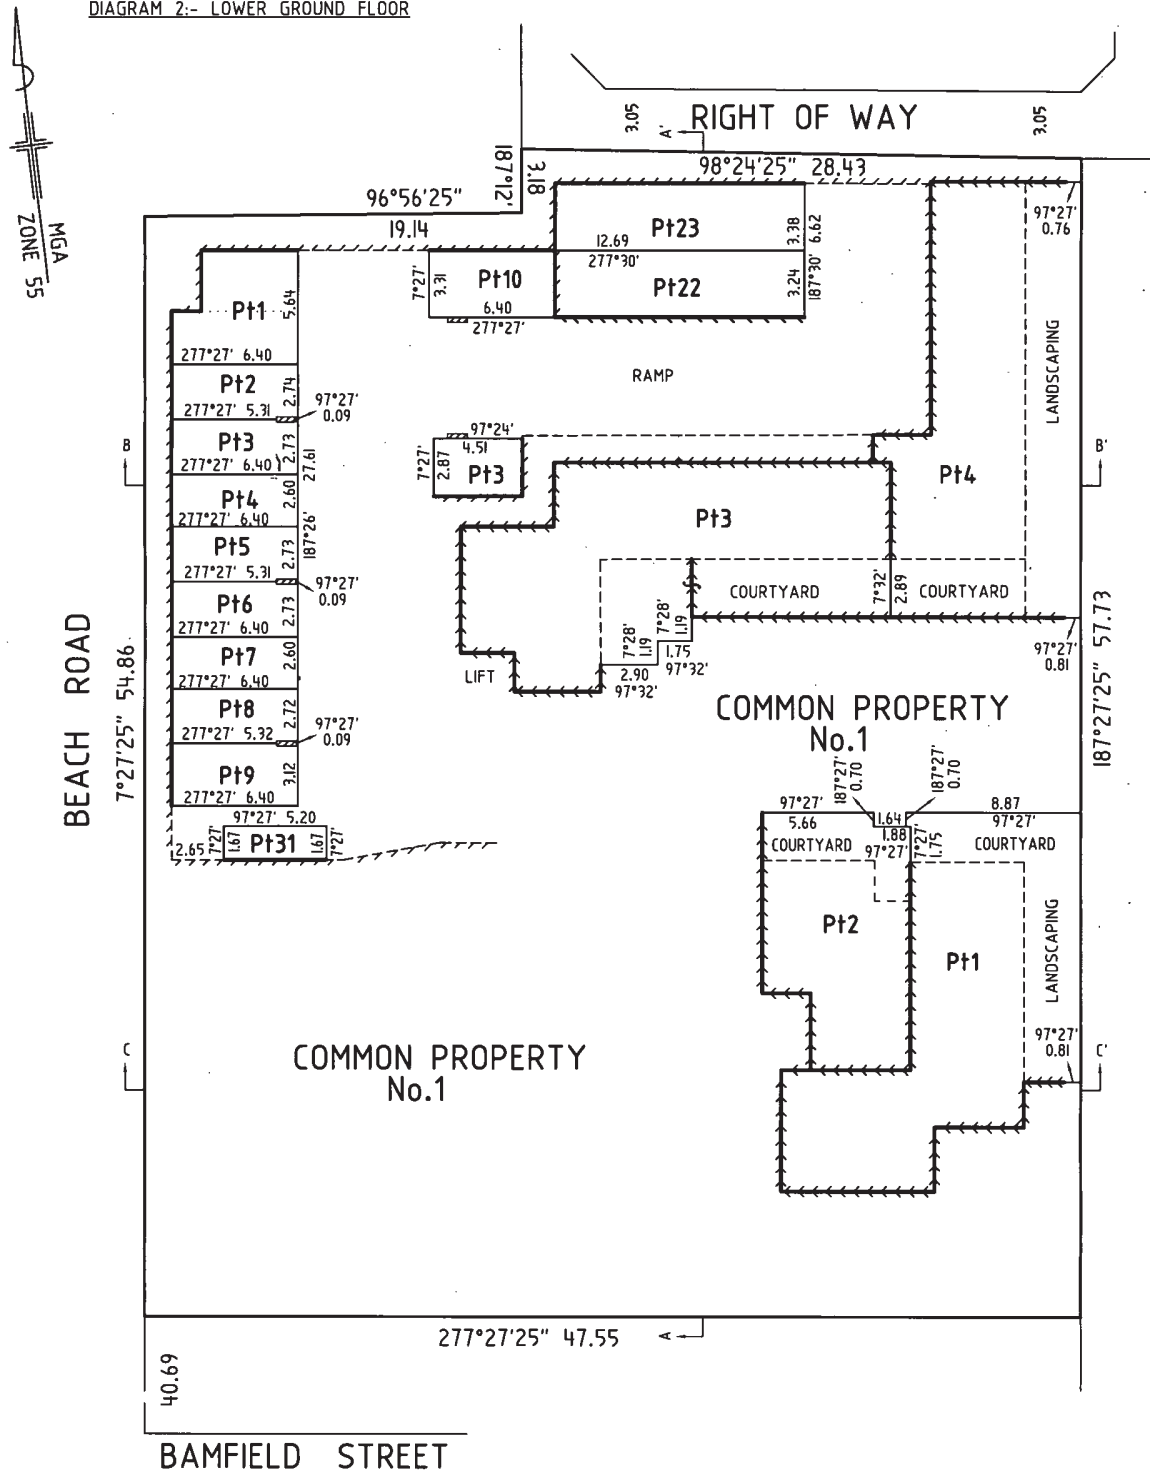 DIAGRAM 2:- LOWER GROUND FLOOR
RIGHT OF WAY
3.05
3.05
A'
98°24'25" 28.43
187°12'
3.18
96°56'25"
19.14
MGA
ZONE 55
97°27'
0.76
Pt23
12.69
277°30'
3.38
6.62
Pt22
3.24
187°30'
Pt10
7°27'
3.31
6.40
277°27'
Pt1
5.64
277°27' 6.40
Pt2
2.74
277°27' 5.31
97°27'
0.09
Pt3
2.73
277°27' 6.40
27.61
Pt4
2.60
277°27' 6.40
187°26'
Pt5
2.73
277°27' 5.31
97°27'
0.09
Pt6
2.73
277°27' 6.40
Pt7
2.60
277°27' 6.40
Pt8
2.72
277°27' 5.32
97°27'
0.09
Pt9
3.12
277°27' 6.40
97°27' 5.20
2.65
7°27'
1.67
Pt31
1.67
7°27'
RAMP
LANDSCAPING
B
B'
97°24'
4.51
7°27'
2.87
Pt3
Pt4
Pt3
COURTYARD
7°32'
2.89
COURTYARD
7°28'
1.19
7°28'
1.19
1.75
97°32'
2.90
97°32'
LIFT
97°27'
0.81
BEACH ROAD
7°27'25" 54.86
187°27'25" 57.73
COMMON PROPERTY
No.1
97°27'
5.66
187°27'
0.70
187°27'
0.70
1.64
1.88
97°27'
8.87
97°27'
7°27'
1.75
COURTYARD
COURTYARD
Pt2
Pt1
LANDSCAPING
97°27'
0.81
C
C'
COMMON PROPERTY
No.1
277°27'25" 47.55
A
40.69
BAMFIELD STREET